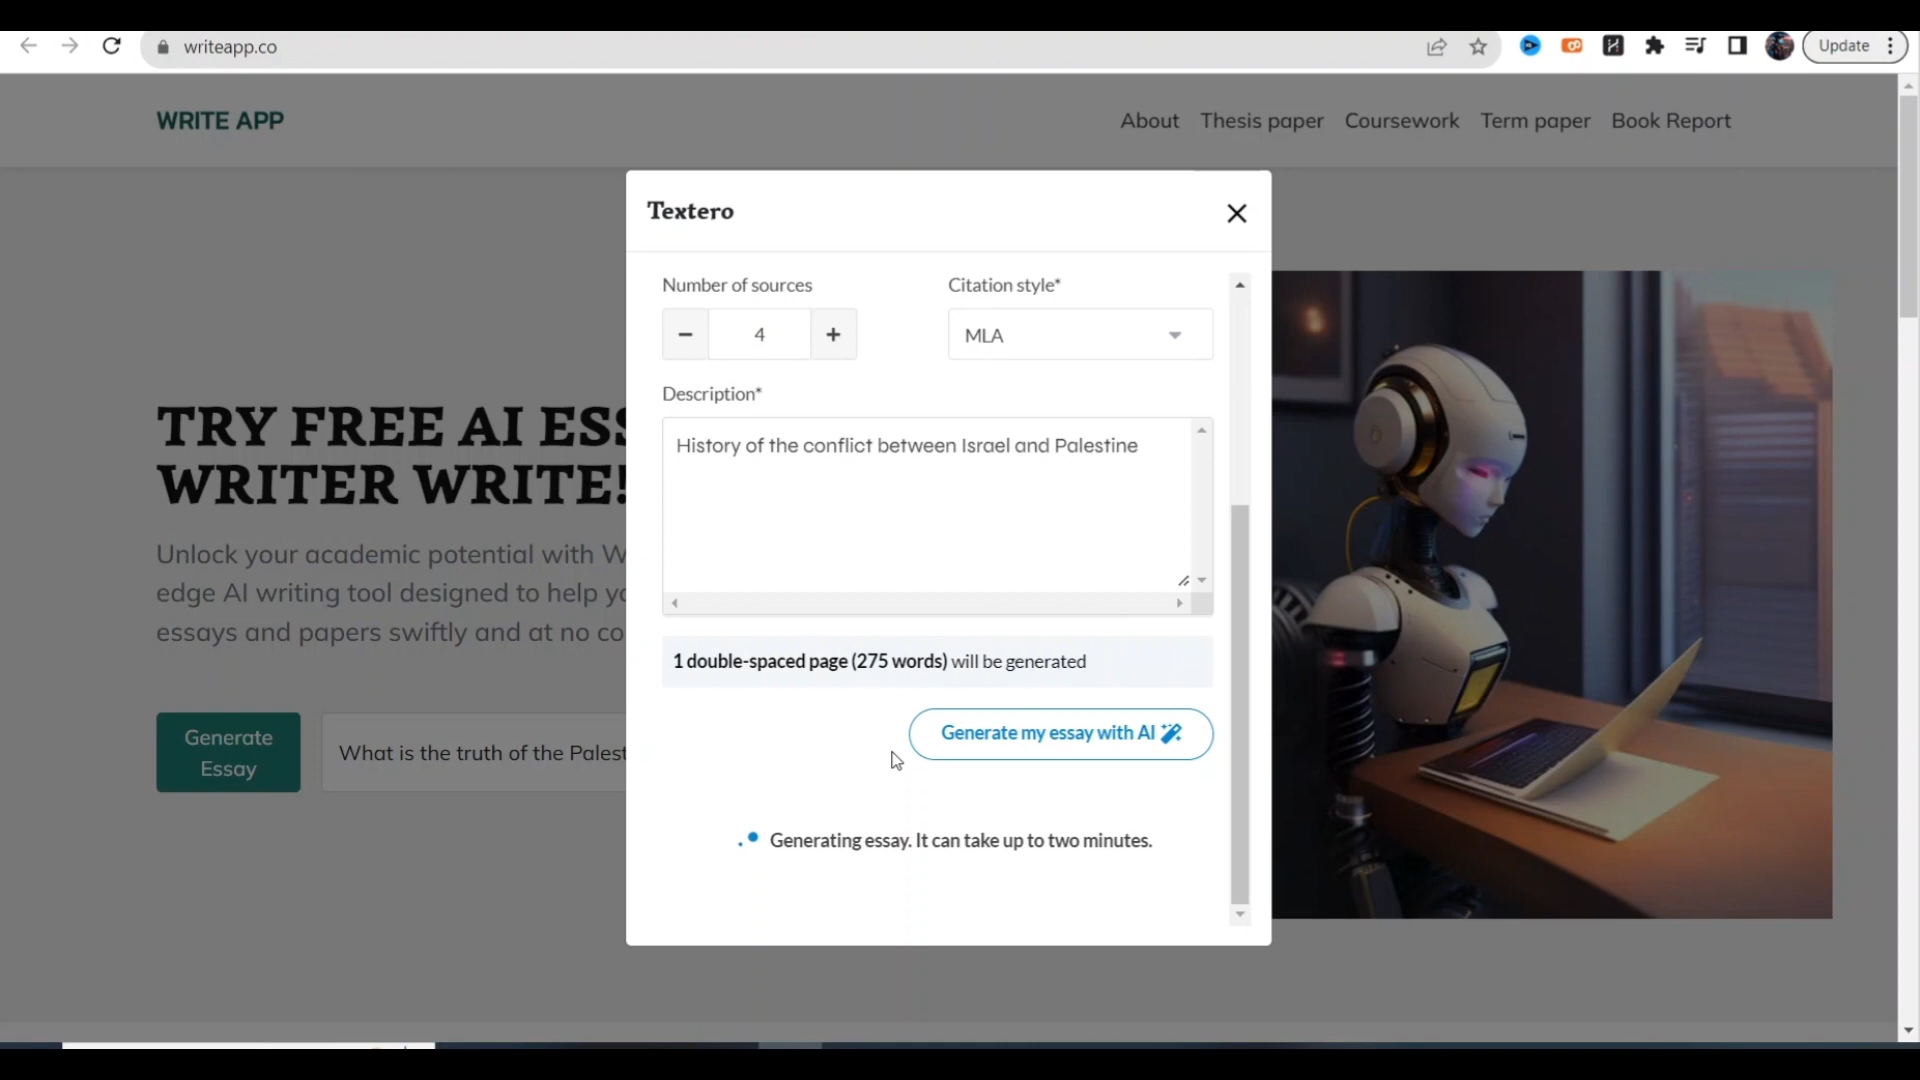 writeapp.co
Update
WRITE APP
About Thesis paper Coursework Term paper Book Report
Textero
Number of sources
Citation style*
4
MLA
Description*
History of the conflict between Israel and Palestine
1 double-spaced page (275 words) will be generated
Generate my essay with AI
Generating essay. It can take up to two minutes.
TRY FREE AI
WRITER WRITE!
Unlock your academic potential with
edge AI writing tool designed to help
essays and papers swiftly and at no
Generate
Essay
What is the truth of the